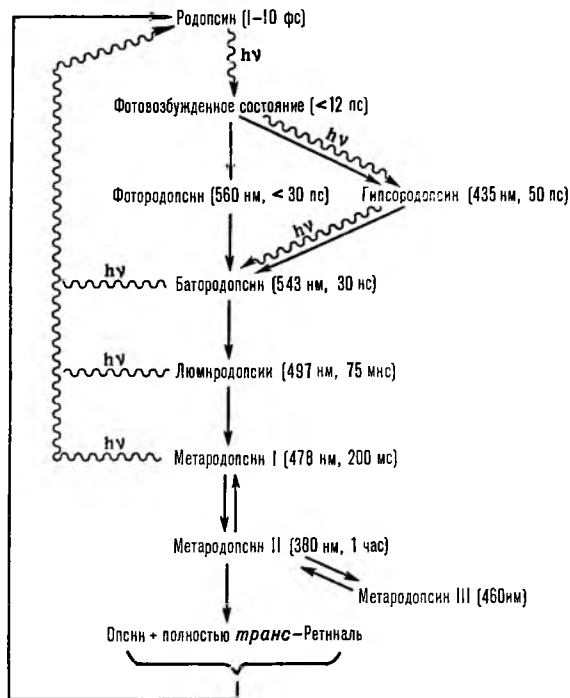 Родопсин (1–10 фс)
hν
Фотовозбужденное состояние (<12 пс)
hν
Фотородопсин (560 нм, < 30 пс)
Гипсородопсин (435 нм, 50 пс)
hν
hν
Батородопсин (543 нм, 30 нс)
hν
Люмиродопсин (497 нм, 75 мкс)
hν
Метародопсин I (478 нм, 200 мс)
Метародопсин II (380 нм, 1 час)
Метародопсин III (460нм)
Опсин + полностью транс–Ретиналь